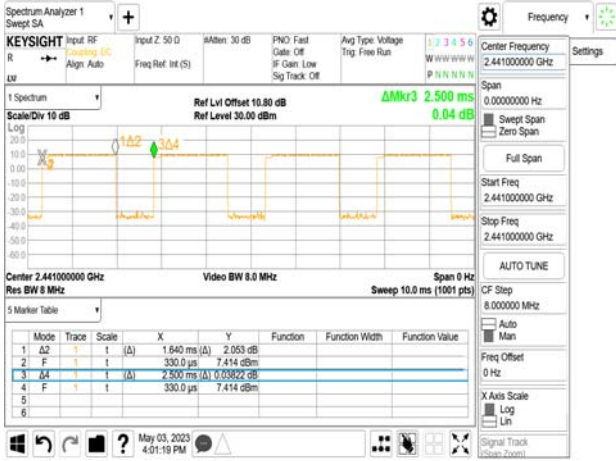 Spectrum Analyzer 1
Swept SA
Frequency
KEYSIGHT Input: RF Input Z: 50 Ω #Atten: 30 dB PNO: Fast Avg Type: Voltage 1 2 3 4 5 6
R Coupling: DC Gate: Off Trig: Free Run
Align: Auto Freq Ref: Int (S) IF Gain: Low W W W W W W
Sig Track: Off P N N N N N
LW
Center Frequency
2.441000000 GHz
Settings
1 Spectrum
Scale/Div 10 dB
Log
Ref Lvl Offset 10.80 dB
Ref Level 30.00 dBm
ΔMkr3 2.500 ms
0.04 dB
20.0
10.0
0.00
-10.0
-20.0
-30.0
-40.0
-50.0
-60.0
1Δ2
3Δ4
Center 2.441000000 GHz Video BW 8.0 MHz Span 0 Hz
Res BW 8 MHz Sweep 10.0 ms (1001 pts)
5 Marker Table
Mode Trace Scale X Y Function Function Width Function Value
1 Δ2 1 t (Δ) 1.640 ms (Δ) 2.053 dB
2 F 1 t 330.0 µs 7.414 dBm
3 Δ4 1 t (Δ) 2.500 ms (Δ) 0.03822 dB
4 F 1 t 330.0 µs 7.414 dBm
5
6
May 03, 2023
4:01:19 PM
Span
0.00000000 Hz
Swept Span
Zero Span
Full Span
Start Freq
2.441000000 GHz
Stop Freq
2.441000000 GHz
AUTO TUNE
CF Step
8.000000 MHz
Auto
Man
Freq Offset
0 Hz
X Axis Scale
Log
Lin
Signal Track
(Span Zoom)